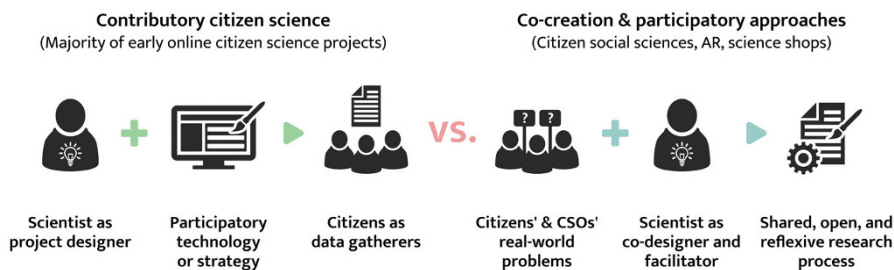 Contributory citizen science
(Majority of early online citizen science projects)
Co-creation & participatory approaches
(Citizen social sciences, AR, science shops)
VS.
? ?
Scientist as
project designer
Participatory
technology
or strategy
Citizens as
data gatherers
Citizens' & CSOs'
real-world
problems
Scientist as
co-designer and
facilitator
Shared, open, and
reflexive research
process